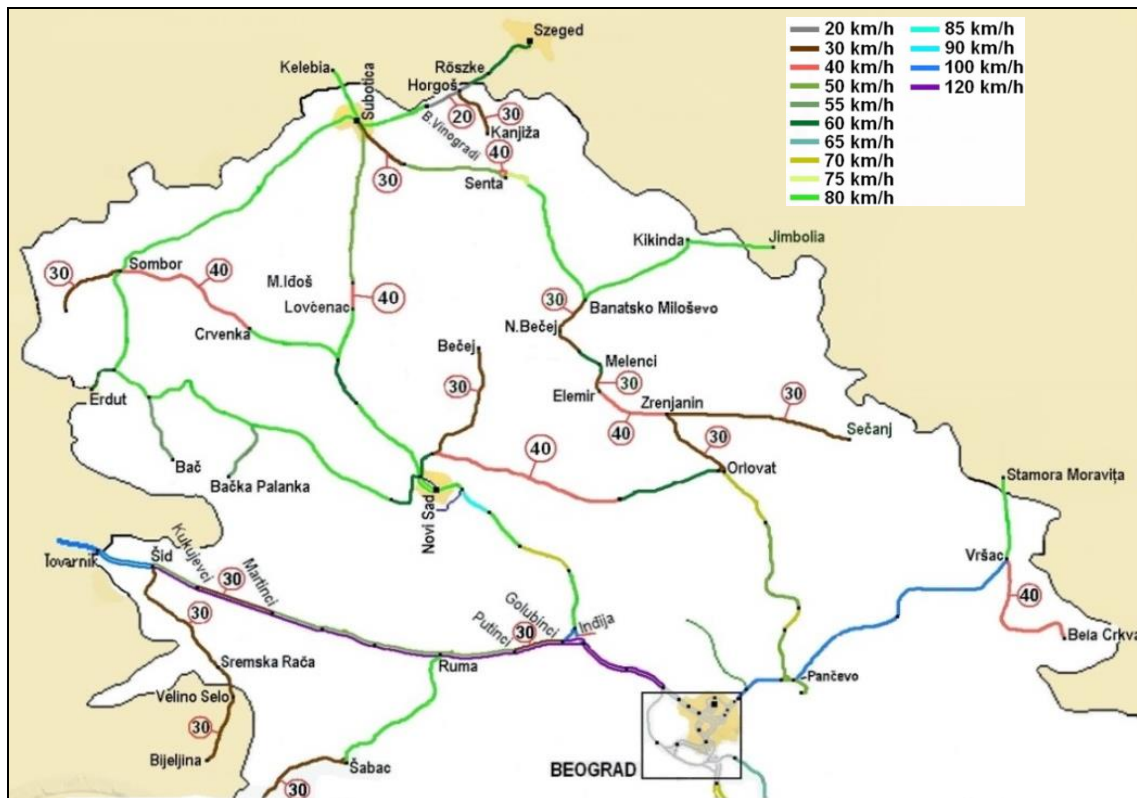 Szeged
Kelebia
Röszke
Horgoš
Subotica
B.Vinogradi
20
30
Kanjiža
40
30
Senta
20 km/h
30 km/h
40 km/h
50 km/h
55 km/h
60 km/h
65 km/h
70 km/h
75 km/h
80 km/h
85 km/h
90 km/h
100 km/h
120 km/h
Kikinda
Jimbolia
30
Sombor
40
M.Iđoš
Lovćenac
40
30
Banatsko Miloševo
N.Bečej
Crvenka
Bečej
30
Melenci
30
Elemir
Zrenjanin
40
30
Sečanj
Erdut
30
Orlovat
40
Bač
Bačka Palanka
Novi Sad
Stamora Moravița
Vršac
40
Bela Crkva
Tovarnik
Šid
Kukujevci
Martinci
30
30
Golubinci
Putinci
30
Inđija
Ruma
Sremska Rača
Velino Selo
30
Bijeljina
Šabac
30
Pančevo
BEOGRAD